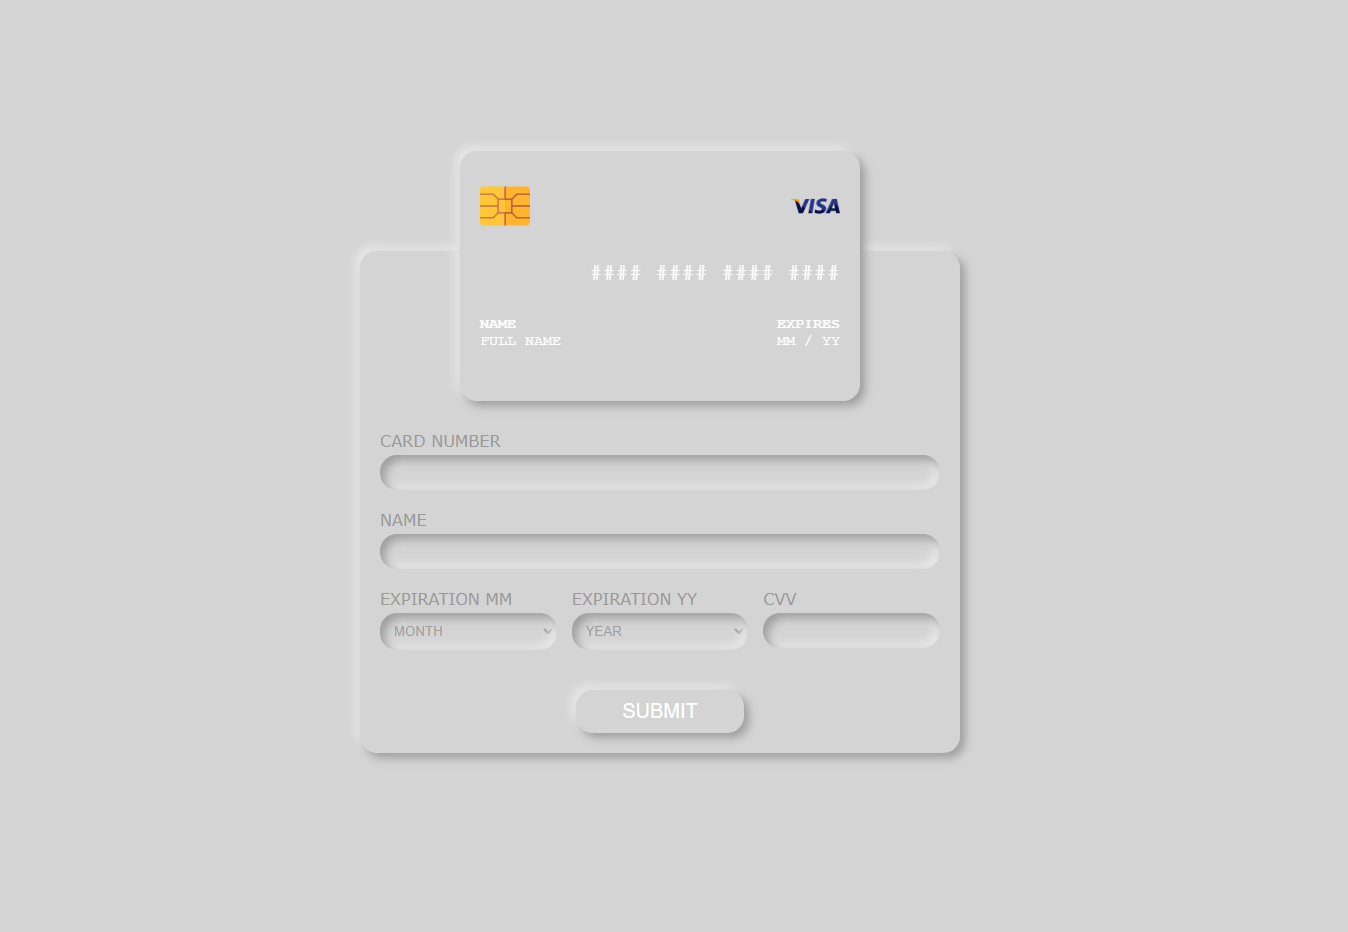 VISA
#### #### #### ####
NAME
EXPIRES
FULL NAME
MM / YY
CARD NUMBER
NAME
EXPIRATION MM
EXPIRATION YY
CVV
MONTH
YEAR
SUBMIT